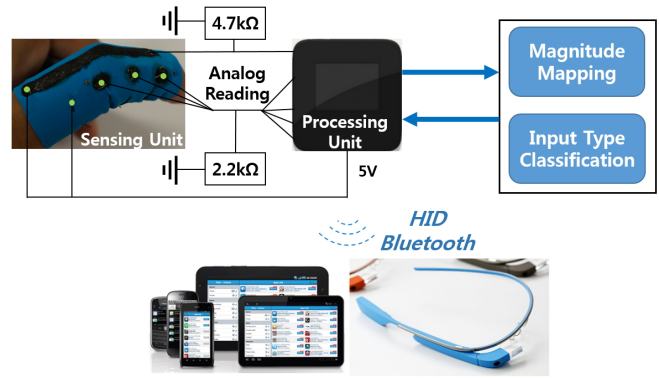 4.7kΩ
Analog
Reading
Sensing Unit
Processing
Unit
2.2kΩ
5V
Magnitude
Mapping
Input Type
Classification
HID
Bluetooth